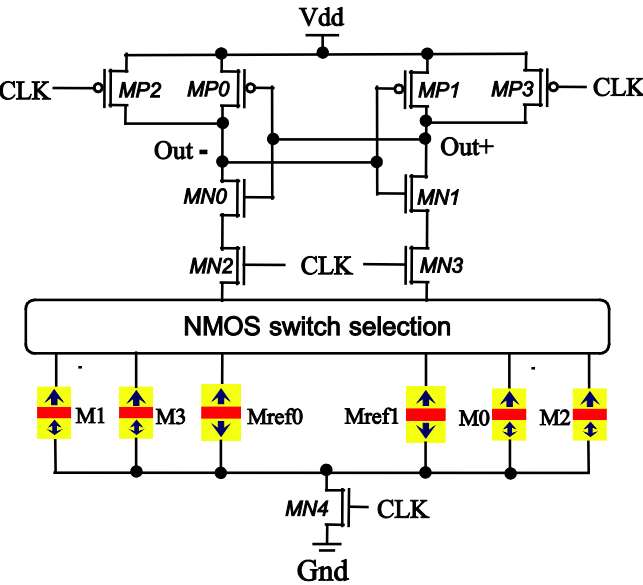 Vdd
CLK MP2 MP0 MP1 MP3 CLK
Out - Out+
MN0 MN1
MN2 CLK MN3
NMOS switch selection
M1 M3 Mref0 Mref1 M0 M2
MN4 CLK
Gnd